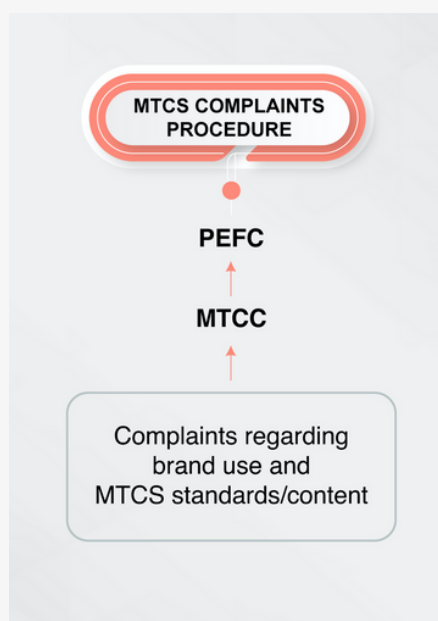 MTCS COMPLAINTS
PROCEDURE
PEFC
MTCC
Complaints regarding
brand use and
MTCS standards/content